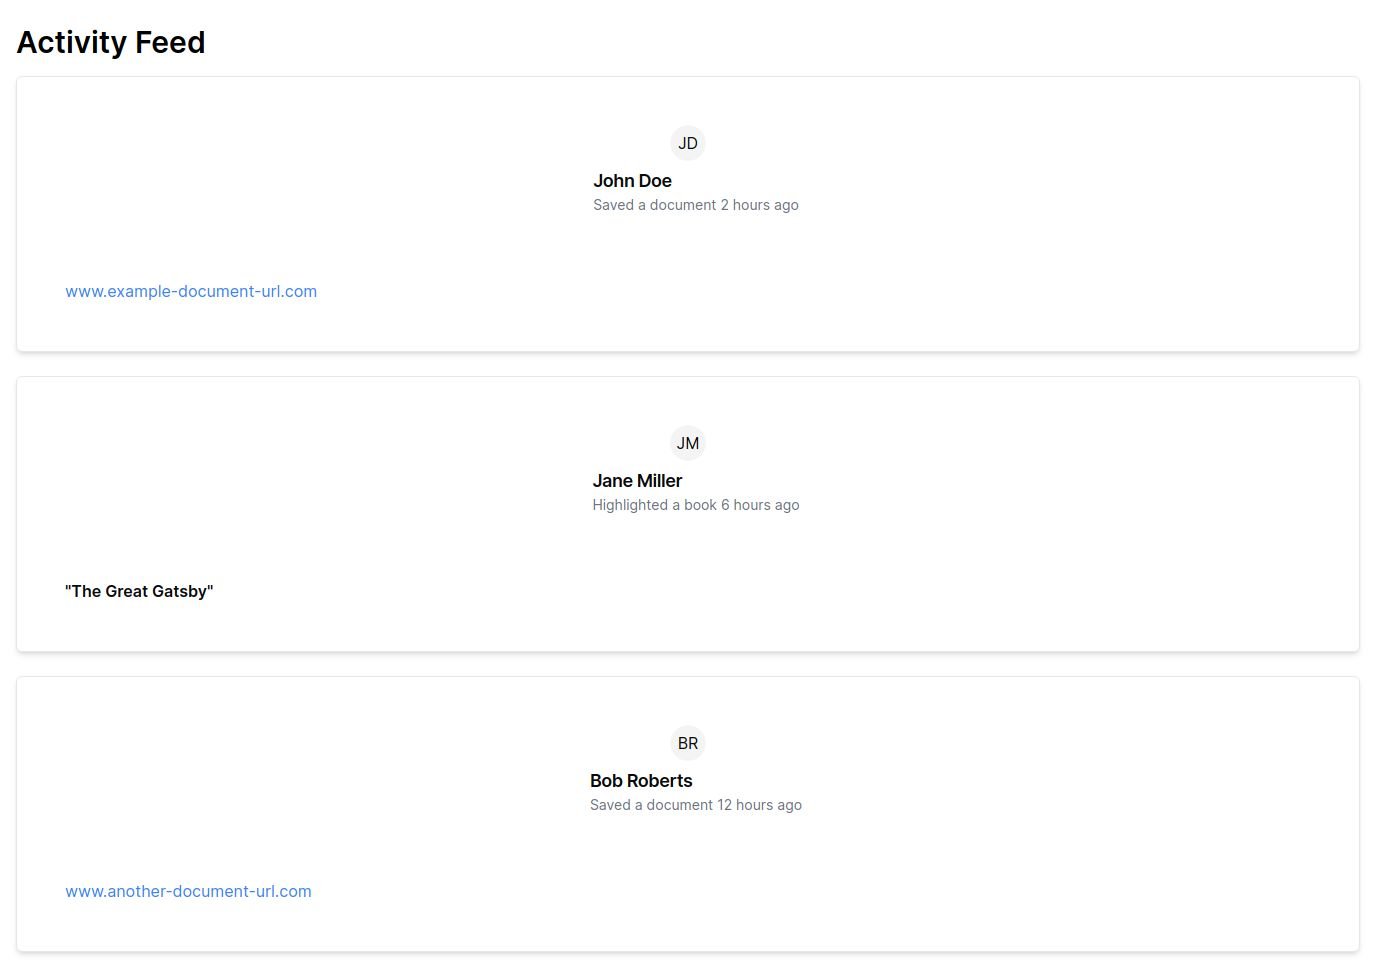 Activity Feed
JD
John Doe
Saved a document 2 hours ago
www.example-document-url.com
JM
Jane Miller
Highlighted a book 6 hours ago
"The Great Gatsby"
BR
Bob Roberts
Saved a document 12 hours ago
www.another-document-url.com